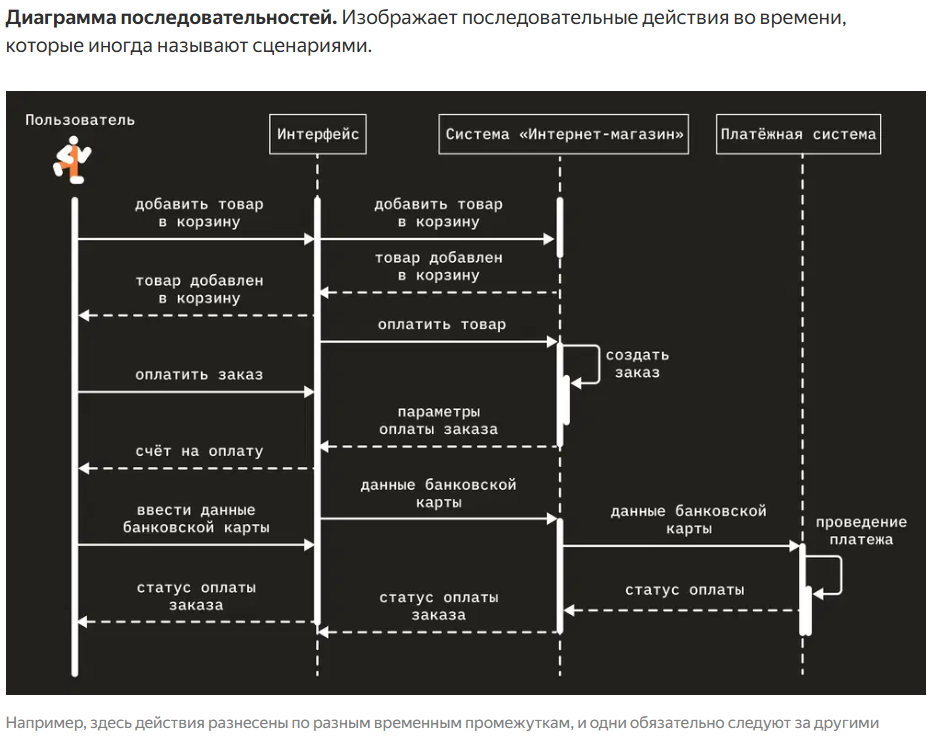 Диаграмма последовательностей. Изображает последовательные действия во времени,
которые иногда называют сценариями.
Пользователь
Интерфейс
Система «Интернет-магазин»
Платёжная система
добавить товар
в корзину
добавить товар
в корзину
товар добавлен
в корзину
товар добавлен
в корзину
оплатить товар
создать
заказ
оплатить заказ
параметры
оплаты заказа
счёт на оплату
данные банковской
карты
ввести данные
банковской карты
данные банковской
карты
проведение
платежа
статус оплаты
заказа
статус оплаты
статус оплаты
заказа
Например, здесь действия разнесены по разным временным промежуткам, и одни обязательно следуют за другими